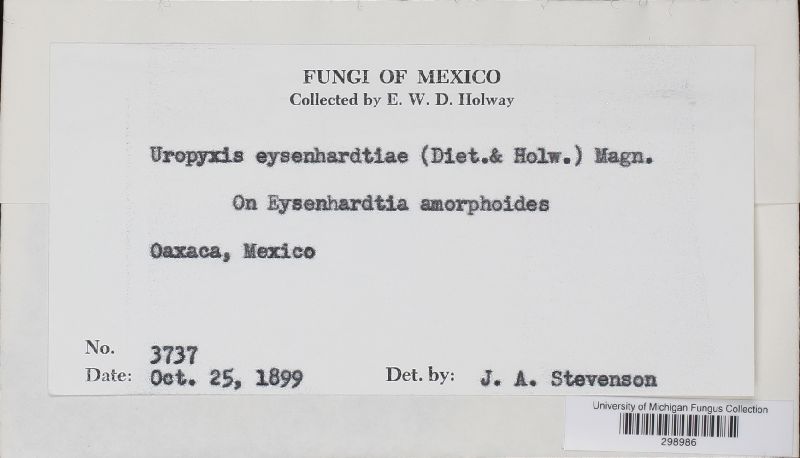 FUNGI OF MEXICO
Collected by E. W. D. Holway
Uropyxis eysenhardtiae (Diet.& Holw.) Magn.
On Eysenhardtia amorphoides
Oaxaca, Mexico
No. 3737
Date: Oct. 25, 1899 Det. by: J. A. Stevenson
University of Michigan Fungus Collection
298986